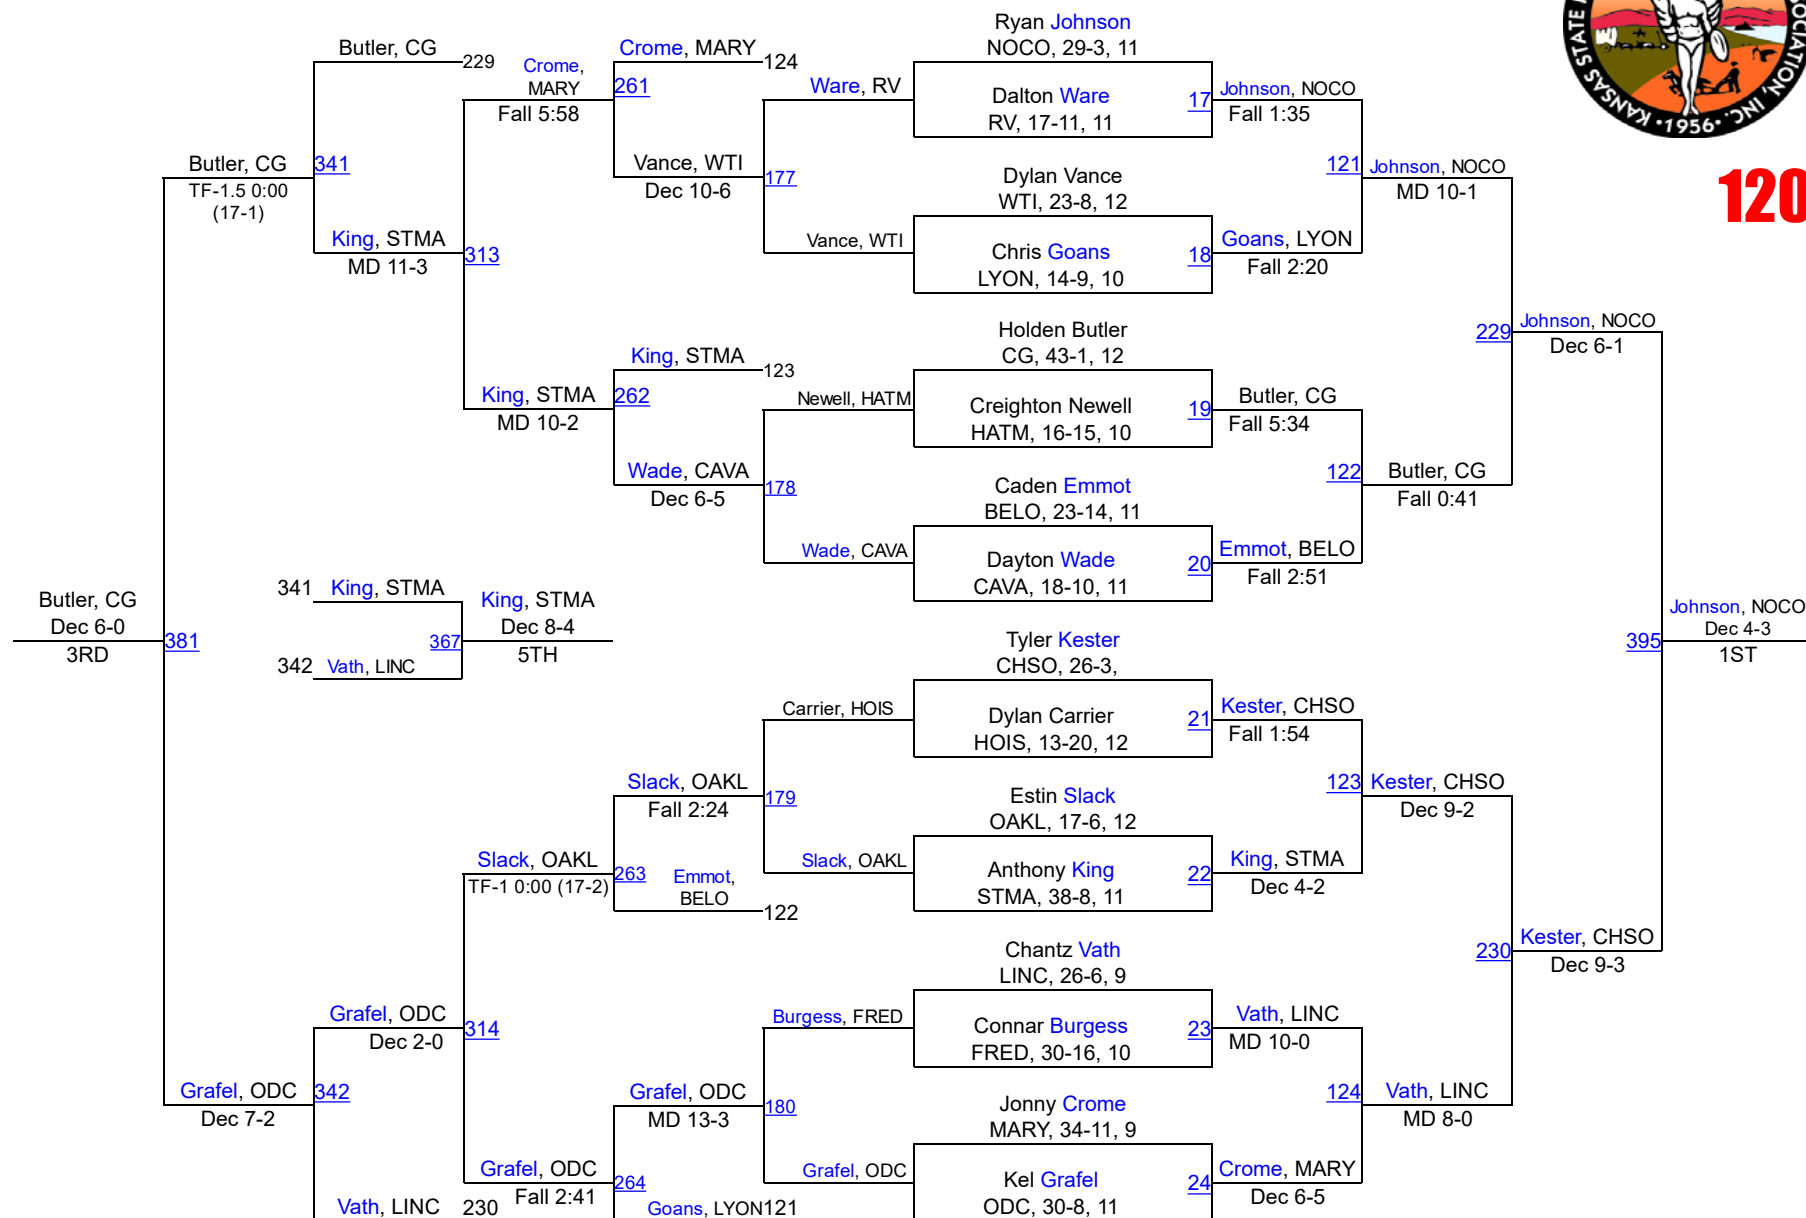 KANSAS STATE
SOCIATION, INC.
•1956•
120
Ryan Johnson
NOCO, 29-3, 11
Dalton Ware
RV, 17-11, 11
Dylan Vance
WTI, 23-8, 12
Chris Goans
LYON, 14-9, 10
Holden Butler
CG, 43-1, 12
Creighton Newell
HATM, 16-15, 10
Caden Emmot
BELO, 23-14, 11
Dayton Wade
CAVA, 18-10, 11
Tyler Kester
CHSO, 26-3,
Dylan Carrier
HOIS, 13-20, 12
Estin Slack
OAKL, 17-6, 12
Anthony King
STMA, 38-8, 11
Chantz Vath
LINC, 26-6, 9
Connar Burgess
FRED, 30-16, 10
Jonny Crome
MARY, 34-11, 9
Kel Grafel
ODC, 30-8, 11
17
Johnson, NOCO
Fall 1:35
18
Goans, LYON
Fall 2:20
19
Butler, CG
Fall 5:34
20
Emmot, BELO
Fall 2:51
21
Kester, CHSO
Fall 1:54
22
King, STMA
Dec 4-2
23
Vath, LINC
MD 10-0
24
Crome, MARY
Dec 6-5
121
Johnson, NOCO
MD 10-1
122
Butler, CG
Fall 0:41
123
Kester, CHSO
Dec 9-2
124
Vath, LINC
MD 8-0
229
Johnson, NOCO
Dec 6-1
230
Kester, CHSO
Dec 9-3
395
Johnson, NOCO
Dec 4-3
1ST
Ware, RV
Vance, WTI
177
Vance, WTI
Dec 10-6
Newell, HATM
Wade, CAVA
178
Wade, CAVA
Dec 6-5
Carrier, HOIS
Slack, OAKL
179
Slack, OAKL
Fall 2:24
Burgess, FRED
Grafel, ODC
180
Grafel, ODC
MD 13-3
Crome, MARY
124
261
Crome,
MARY
Fall 5:58
King, STMA
123
262
King, STMA
MD 10-2
Emmot,
BELO
122
263
Slack, OAKL
TF-1 0:00 (17-2)
Goans, LYON
121
264
Grafel, ODC
Fall 2:41
313
King, STMA
MD 11-3
314
Grafel, ODC
Dec 2-0
Butler, CG
229
341
Butler, CG
TF-1.5 0:00
(17-1)
Vath, LINC
230
342
Grafel, ODC
Dec 7-2
381
Butler, CG
Dec 6-0
3RD
341
King, STMA
342
Vath, LINC
367
King, STMA
Dec 8-4
5TH